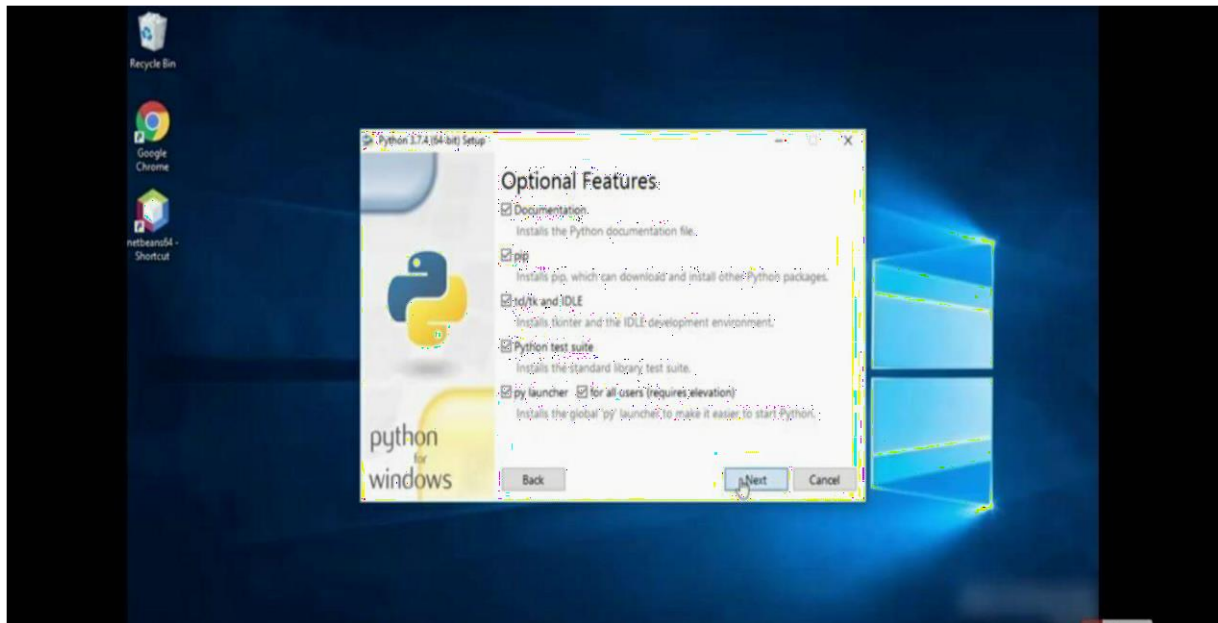 Recycle Bin
Google
Chrome
netbeans64 -
Shortcut
Python 3.7.4 (64-bit) Setup
Optional Features
Documentation
Installs the Python documentation file.
pip
Installs pip, which can download and install other Python packages.
td/tk and IDLE
Installs tkinter and the IDLE development environment.
Python test suite
Installs the standard library test suite.
py launcher for all users (requires elevation)
Installs the global 'py' launcher to make it easier to start Python.
python
for
windows
Back
Next
Cancel